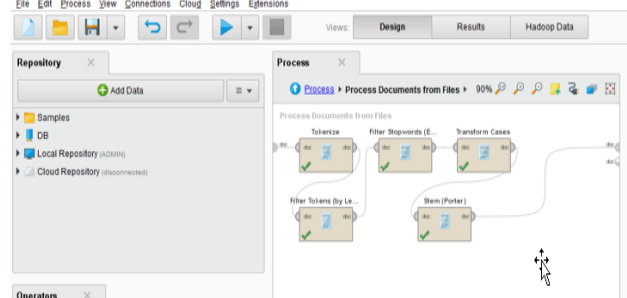 File Edit Process View Connections Cloud Settings Extensions
Views: Design Results Hadoop Data
Repository
Process
Add Data
Process Process Documents from Files 90%
Samples
DB
Local Repository (ADMIN)
Cloud Repository (disconnected)
Process Documents from Files
Tokenize Filter Stopwords (E... Transform Cases
doc doc doc doc doc doc doc doc
doc
Filter Tokens (by Le... Stem (Porter)
doc doc doc doc
Operators